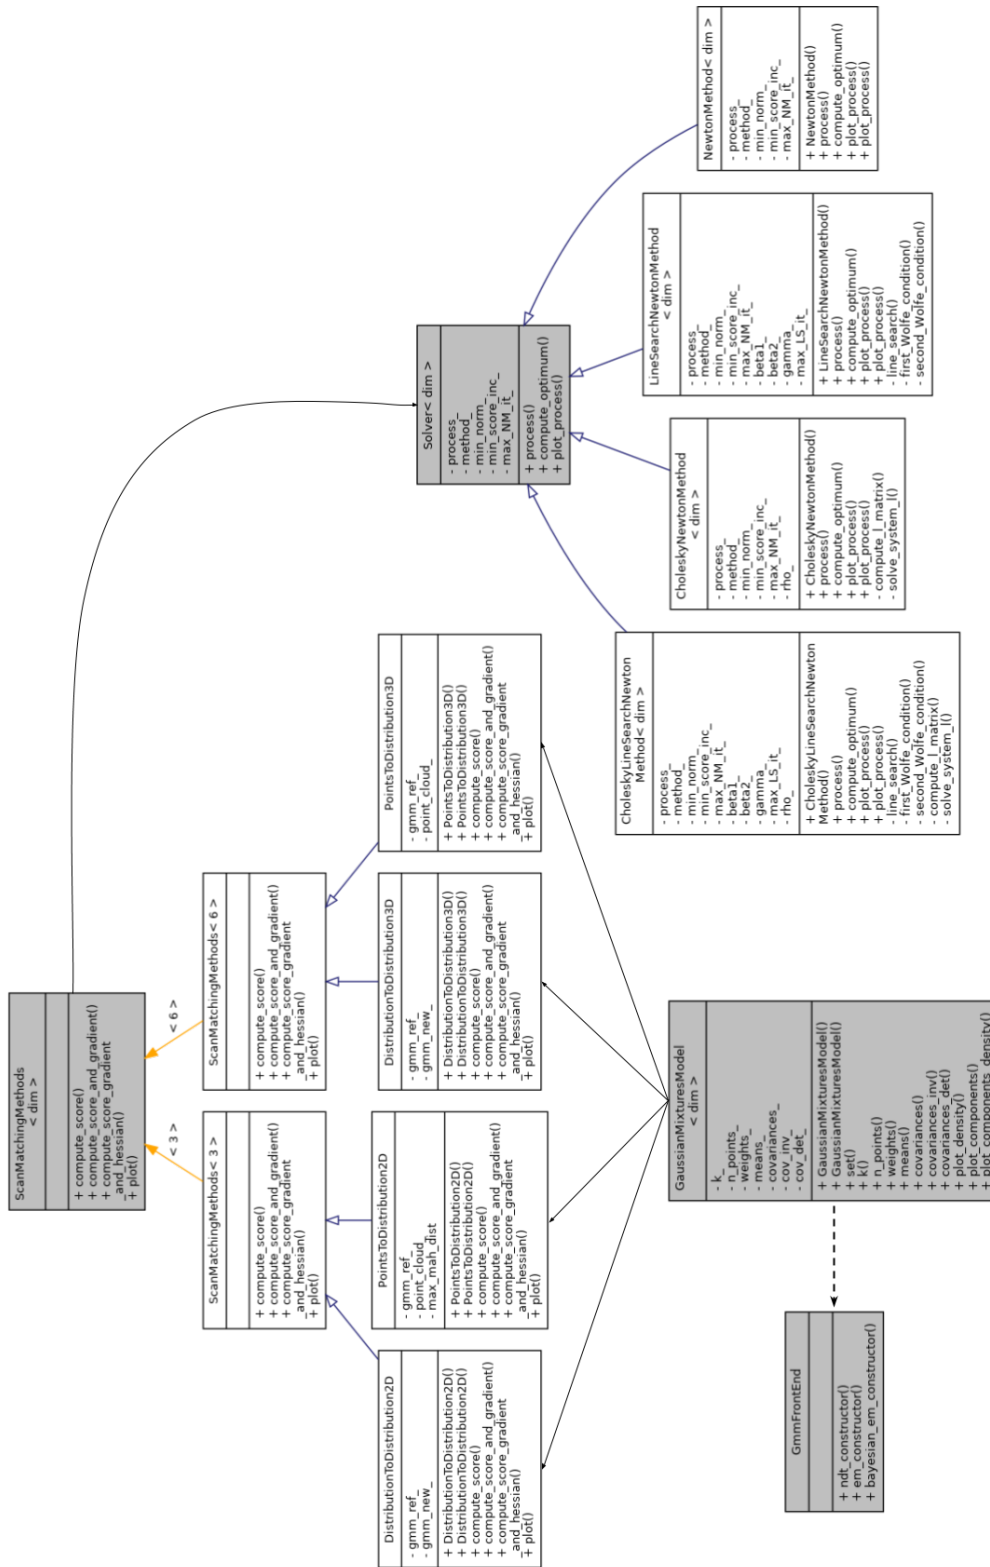 ScanMatchingMethods
< dim >
+ compute_score()
+ compute_score_and_gradient()
+ compute_score_gradient
_and_hessian()
+ plot()
< 3 >
< 6 >
ScanMatchingMethods< 3 >
+ compute_score()
+ compute_score_and_gradient()
+ compute_score_gradient
_and_hessian()
+ plot()
ScanMatchingMethods< 6 >
+ compute_score()
+ compute_score_and_gradient()
+ compute_score_gradient
_and_hessian()
+ plot()
DistributionToDistribution2D
- gmm_ref_
- gmm_new_
+ DistributionToDistribution2D()
+ DistributionToDistribution2D()
+ compute_score()
+ compute_score_and_gradient()
+ compute_score_gradient
_and_hessian()
+ plot()
PointsToDistribution2D
- gmm_ref_
- point_cloud_
- max_mah_dist
+ PointsToDistribution2D()
+ PointsToDistribution2D()
+ compute_score()
+ compute_score_and_gradient()
+ compute_score_gradient
_and_hessian()
+ plot()
DistributionToDistribution3D
- gmm_ref_
- gmm_new_
+ DistributionToDistribution3D()
+ DistributionToDistribution3D()
+ compute_score()
+ compute_score_and_gradient()
+ compute_score_gradient
_and_hessian()
+ plot()
PointsToDistribution3D
- gmm_ref_
- point_cloud_
+ PointsToDistribution3D()
+ PointsToDistribution3D()
+ compute_score()
+ compute_score_and_gradient()
+ compute_score_gradient
_and_hessian()
+ plot()
Solver< dim >
- process_
- method_
- min_norm_
- min_score_inc_
- max_NM_it_
+ process()
+ compute_optimum()
+ plot_process()
CholeskyLineSearchNewton
Method< dim >
- process_
- method_
- min_norm_
- min_score_inc_
- max_NM_it_
- beta1_
- beta2_
- gamma_
- max_LS_it_
- rho_
+ CholeskyLineSearchNewton
Method()
+ process()
+ compute_optimum()
+ plot_process()
+ plot_process()
- line_search()
- first_Wolfe_condition()
- second_Wolfe_condition()
- compute_l_matrix()
- solve_system_l()
CholeskyNewtonMethod
< dim >
- process_
- method_
- min_norm_
- min_score_inc_
- max_NM_it_
- rho_
+ CholeskyNewtonMethod()
+ process()
+ compute_optimum()
+ plot_process()
+ plot_process()
- compute_l_matrix()
- solve_system_l()
LineSearchNewtonMethod
< dim >
- process_
- method_
- min_norm_
- min_score_inc_
- max_NM_it_
- beta1_
- beta2_
- gamma_
- max_LS_it_
+ LineSearchNewtonMethod()
+ process()
+ compute_optimum()
+ plot_process()
+ plot_process()
- line_search()
- first_Wolfe_condition()
- second_Wolfe_condition()
NewtonMethod< dim >
- process_
- method_
- min_norm_
- min_score_inc_
- max_NM_it_
+ NewtonMethod()
+ process()
+ compute_optimum()
+ plot_process()
+ plot_process()
GaussianMixturesModel
< dim >
- k_
- n_points_
- weights_
- means_
- covariances_
- cov_inv_
- cov_det_
+ GaussianMixturesModel()
+ GaussianMixturesModel()
+ set()
+ k()
+ n_points()
+ weights()
+ means()
+ covariances()
+ covariances_inv()
+ covariances_det()
+ plot_density()
+ plot_components()
+ plot_components_density()
GmmFrontEnd
+ ndt_constructor()
+ em_constructor()
+ bayesian_em_constructor()